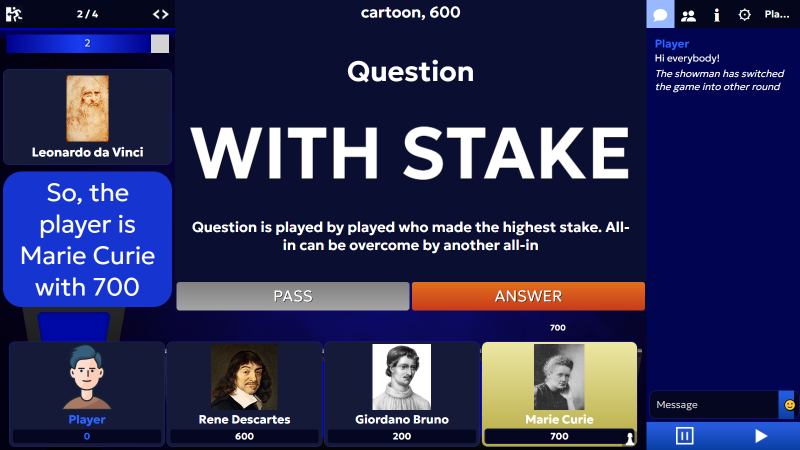 2 / 4
cartoon, 600
Pla...
2
Leonardo da Vinci
So, the
player is
Marie Curie
with 700
Question
WITH STAKE
Question is played by played who made the highest stake. All-
in can be overcome by another all-in
PASS
ANSWER
700
Player
0
Rene Descartes
600
Giordano Bruno
200
Marie Curie
700
Player
Hi everybody!
The showman has switched
the game into other round
Message